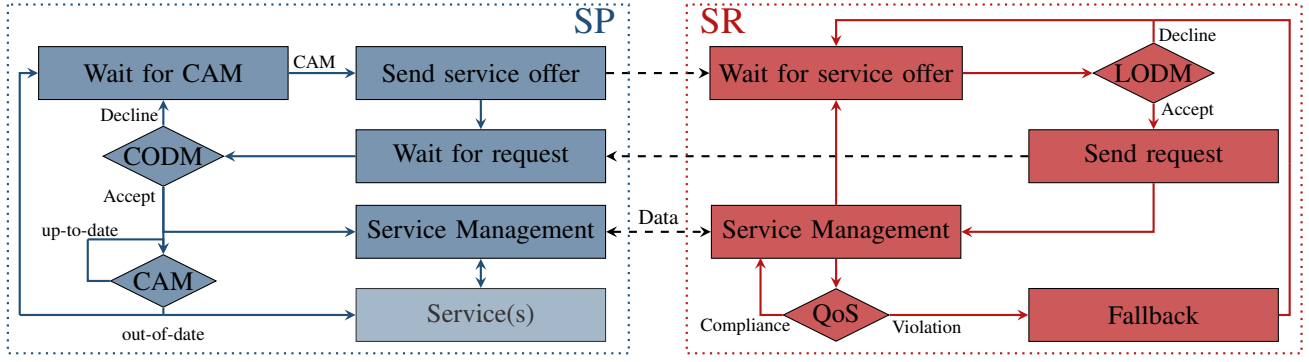 SP
SR
Wait for CAM
CAM
Send service offer
Wait for service offer
Decline
LODM
Decline
Accept
CODM
Wait for request
Send request
Accept
up-to-date
Service Management
Data
Service Management
CAM
Service(s)
out-of-date
Compliance
QoS
Violation
Fallback